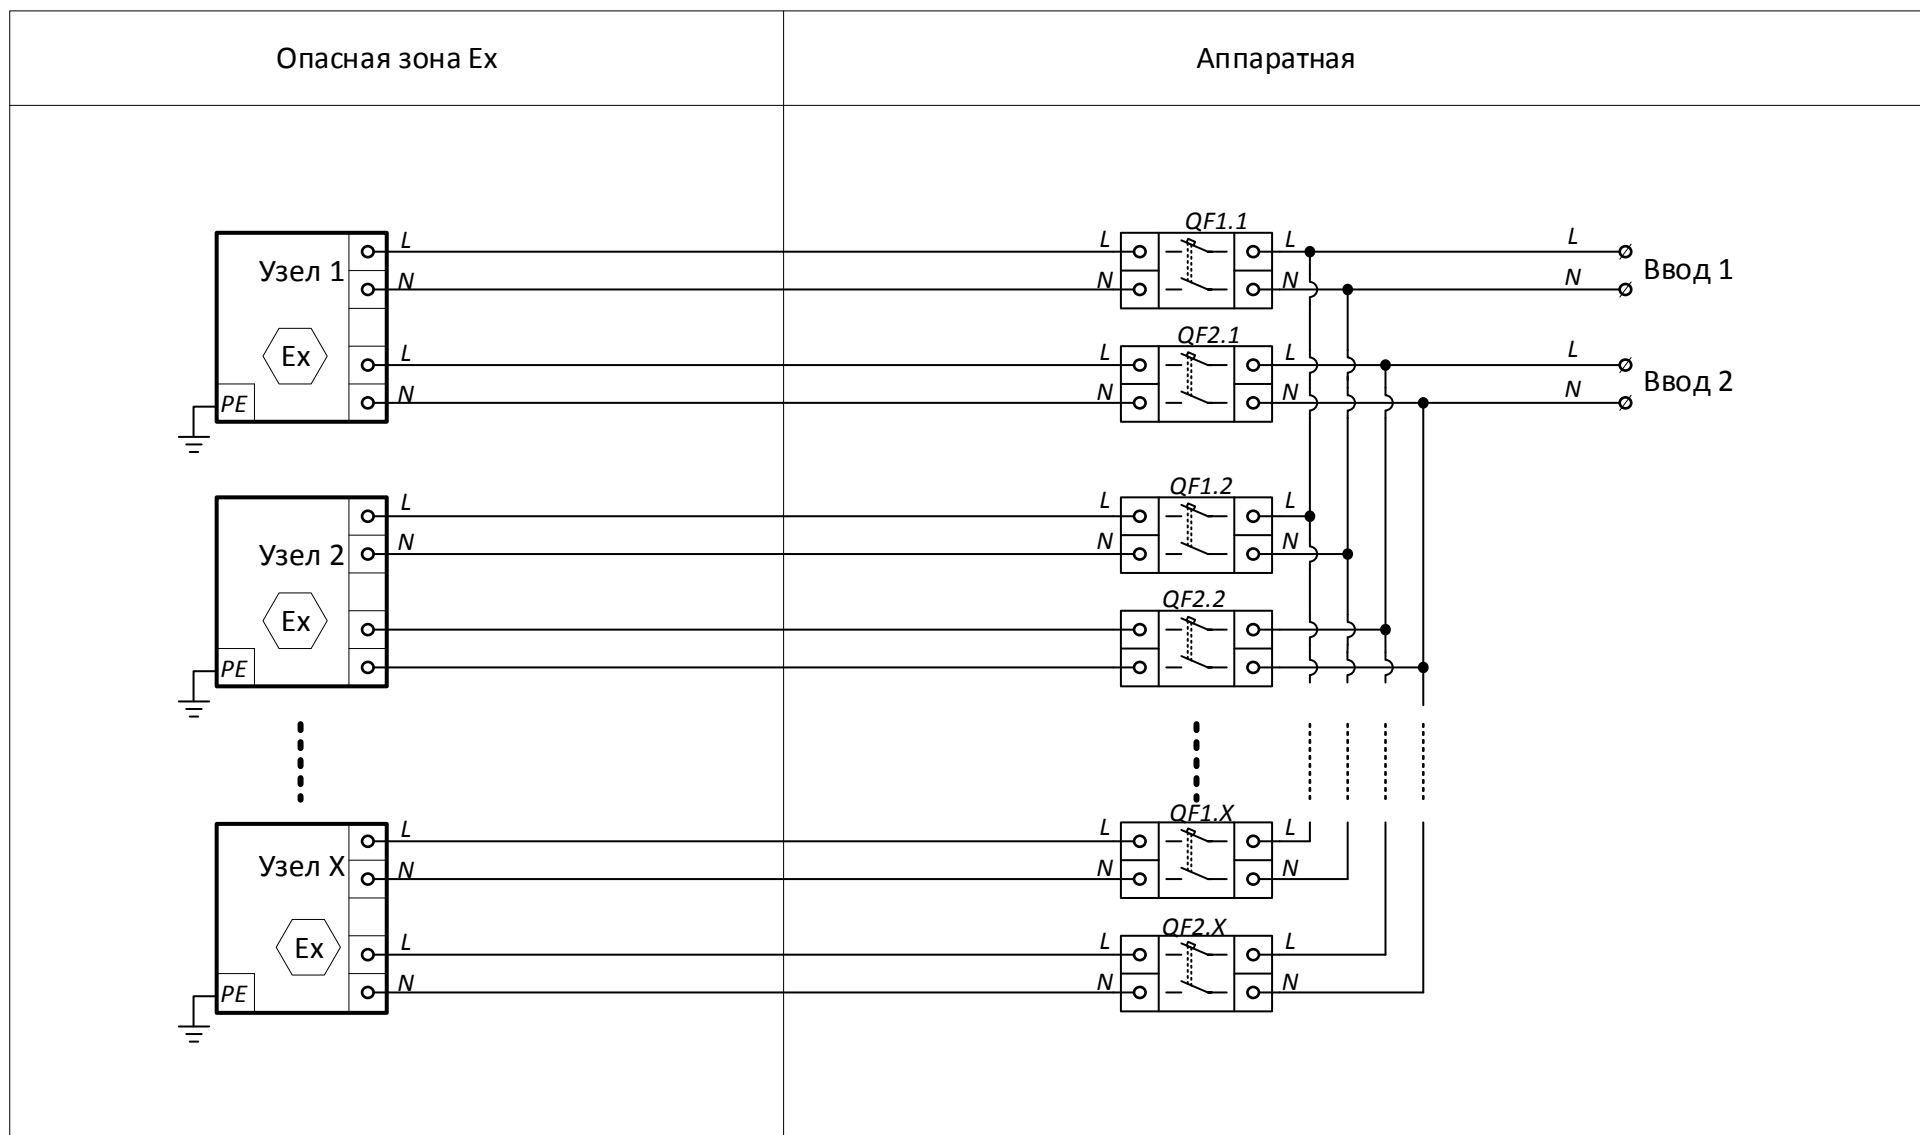 Опасная зона Ex
Аппаратная
QF1.1
L L L L
Узел 1 Ввод 1
N N N N
QF2.1
L L L L
Ex Ввод 2
N N N N
PE
QF1.2
L L L
Узел 2
N N N
QF2.2
Ex
PE
QF1.X
L L L
Узел X
N N N
QF2.X
L L L
Ex
N N N
PE